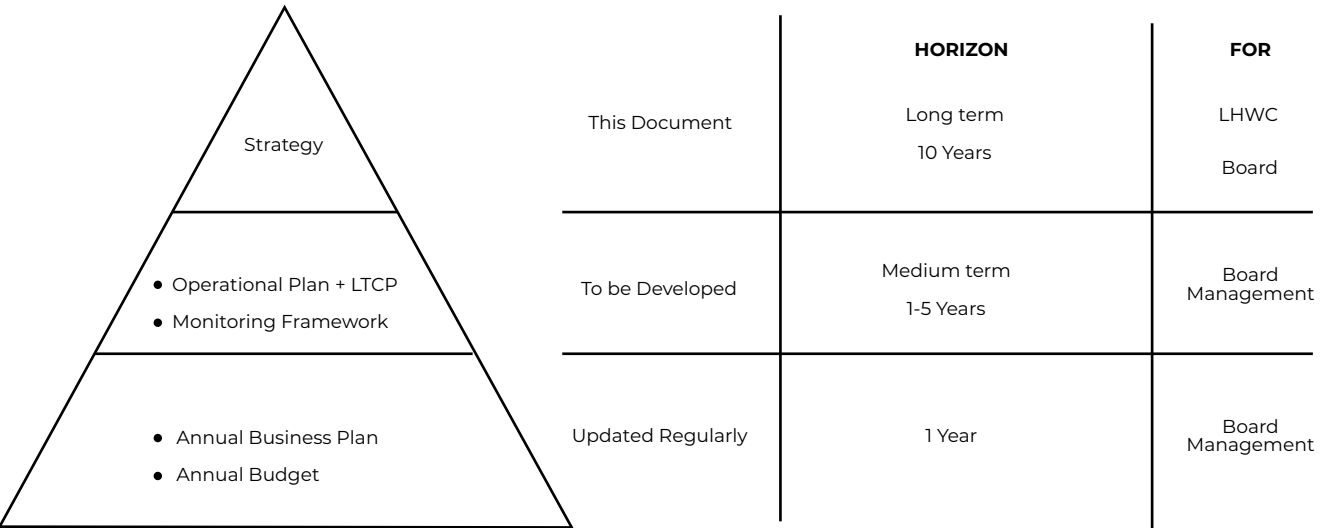 HORIZON
FOR
Strategy
This Document
Long term
10 Years
LHWC
Board
• Operational Plan + LTCP
• Monitoring Framework
To be Developed
Medium term
1-5 Years
Board
Management
• Annual Business Plan
• Annual Budget
Updated Regularly
1 Year
Board
Management